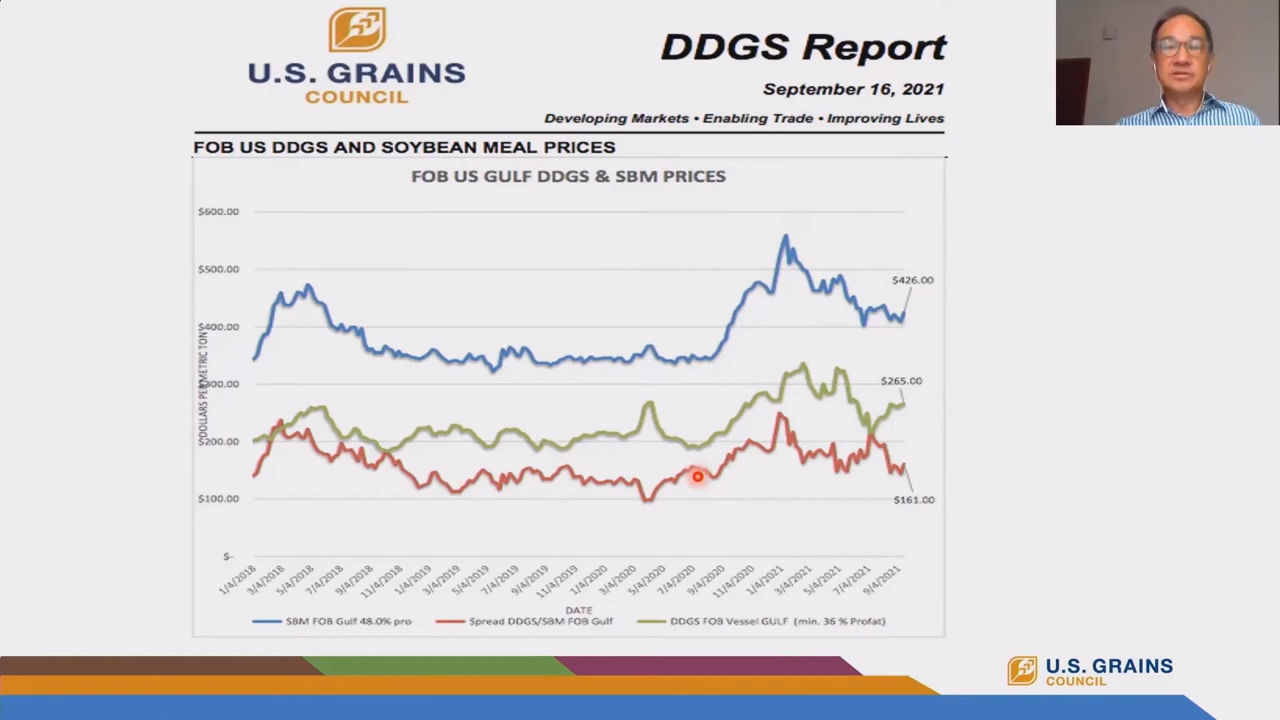 U.S. GRAINS
COUNCIL
DDGS Report
September 16, 2021
Developing Markets • Enabling Trade • Improving Lives
FOB US DDGS AND SOYBEAN MEAL PRICES
FOB US GULF DDGS & SBM PRICES
$600.00
$500.00
$400.00
$300.00
$200.00
$100.00
$-
DOLLARS PER METRIC TON
$426.00
$265.00
$161.00
1/4/2018
3/4/2018
5/4/2018
7/4/2018
9/4/2018
11/4/2018
1/4/2019
3/4/2019
5/4/2019
7/4/2019
9/4/2019
11/4/2019
1/4/2020
3/4/2020
5/4/2020
7/4/2020
9/4/2020
11/4/2020
1/4/2021
3/4/2021
5/4/2021
7/4/2021
9/4/2021
DATE
SBM FOB Gulf 48.0% pro
Spread DDGS/SBM FOB Gulf
DDGS FOB Vessel GULF (min. 36 % Profat)
U.S. GRAINS
COUNCIL